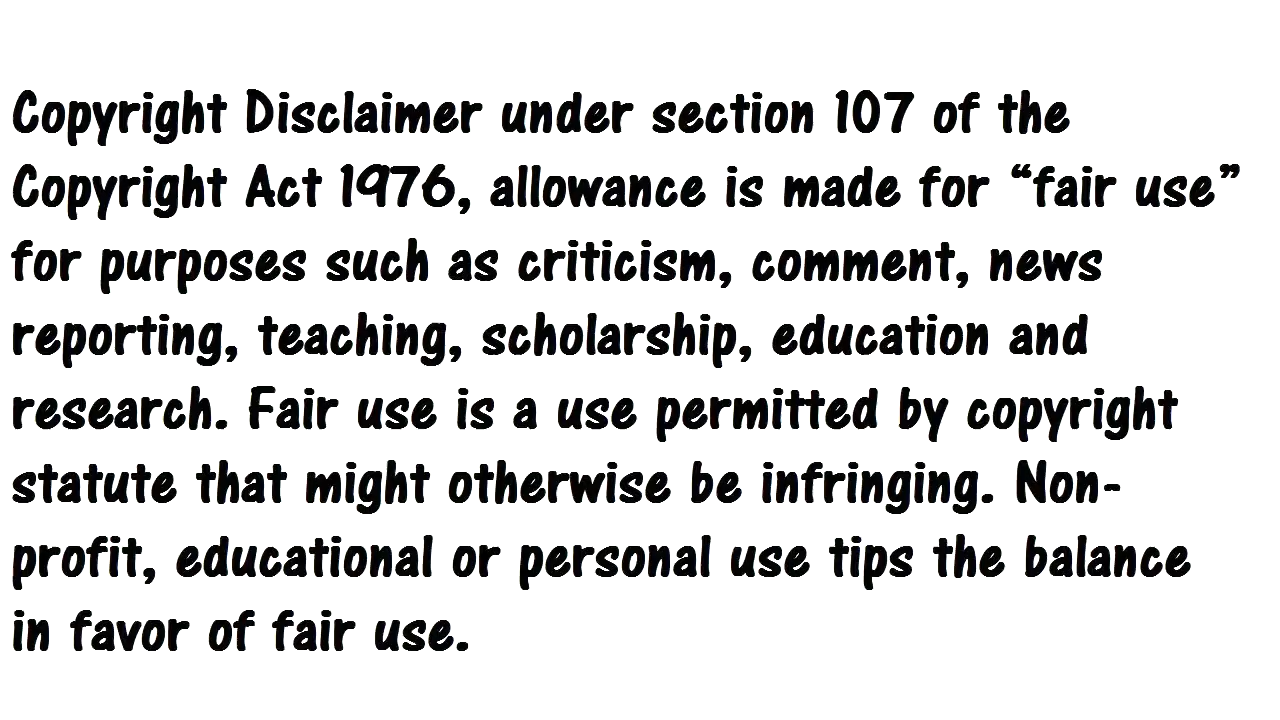 Copyright Disclaimer under section 107 of the
Copyright Act 1976, allowance is made for “fair use”
for purposes such as criticism, comment, news
reporting, teaching, scholarship, education and
research. Fair use is a use permitted by copyright
statute that might otherwise be infringing. Non-
profit, educational or personal use tips the balance
in favor of fair use.